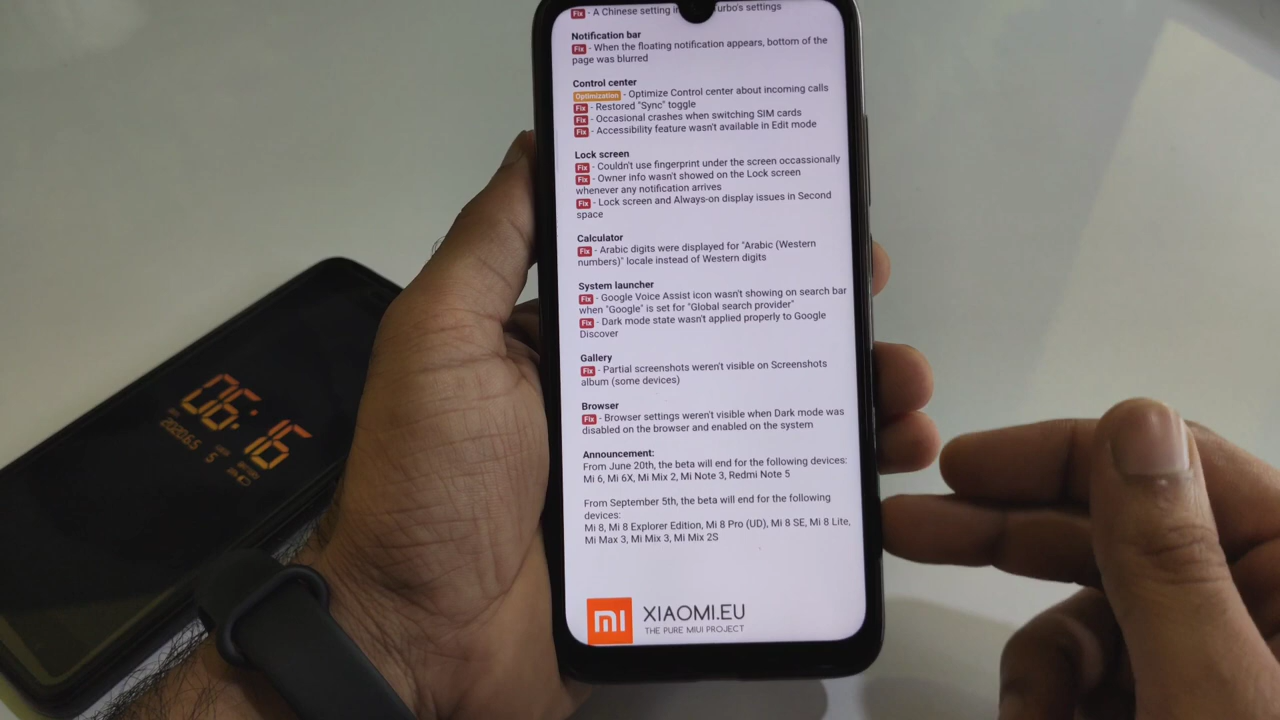 Fix - A Chinese setting in urbo's settings
Notification bar
Fix - When the floating notification appears, bottom of the
page was blurred
Control center
Optimization - Optimize Control center about incoming calls
Fix - Restored "Sync" toggle
Fix - Occasional crashes when switching SIM cards
Fix - Accessibility feature wasn't available in Edit mode
Lock screen
Fix - Couldn't use fingerprint under the screen occassionally
Fix - Owner info wasn't showed on the Lock screen
whenever any notification arrives
Fix - Lock screen and Always-on display issues in Second
space
Calculator
Fix - Arabic digits were displayed for "Arabic (Western
numbers)" locale instead of Western digits
System launcher
Fix - Google Voice Assist icon wasn't showing on search bar
when "Google" is set for "Global search provider"
Fix - Dark mode state wasn't applied properly to Google
Discover
Gallery
Fix - Partial screenshots weren't visible on Screenshots
album (some devices)
Browser
Fix - Browser settings weren't visible when Dark mode was
disabled on the browser and enabled on the system
Announcement:
From June 20th, the beta will end for the following devices:
Mi 6, Mi 6X, Mi Mix 2, Mi Note 3, Redmi Note 5
From September 5th, the beta will end for the following
devices:
Mi 8, Mi 8 Explorer Edition, Mi 8 Pro (UD), Mi 8 SE, Mi 8 Lite,
Mi Max 3, Mi Mix 3, Mi Mix 2S
mi XIAOMI.EU
THE PURE MIUI PROJECT
06:16